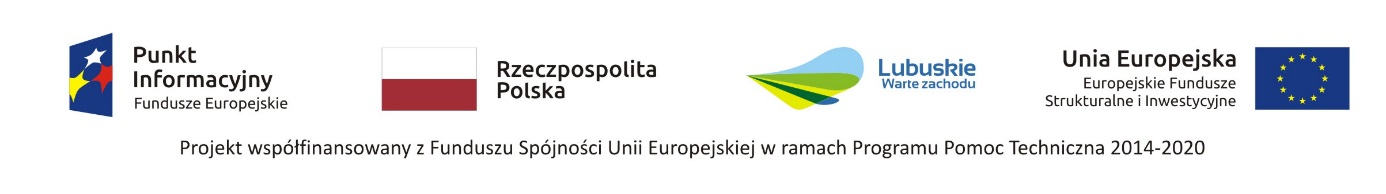 Punkt
Informacyjny
Fundusze Europejskie
Rzeczpospolita
Polska
Lubuskie
Warte zachodu
Unia Europejska
Europejskie Fundusze
Strukturalne i Inwestycyjne
Projekt współfinansowany z Funduszu Spójności Unii Europejskiej w ramach Programu Pomoc Techniczna 2014-2020